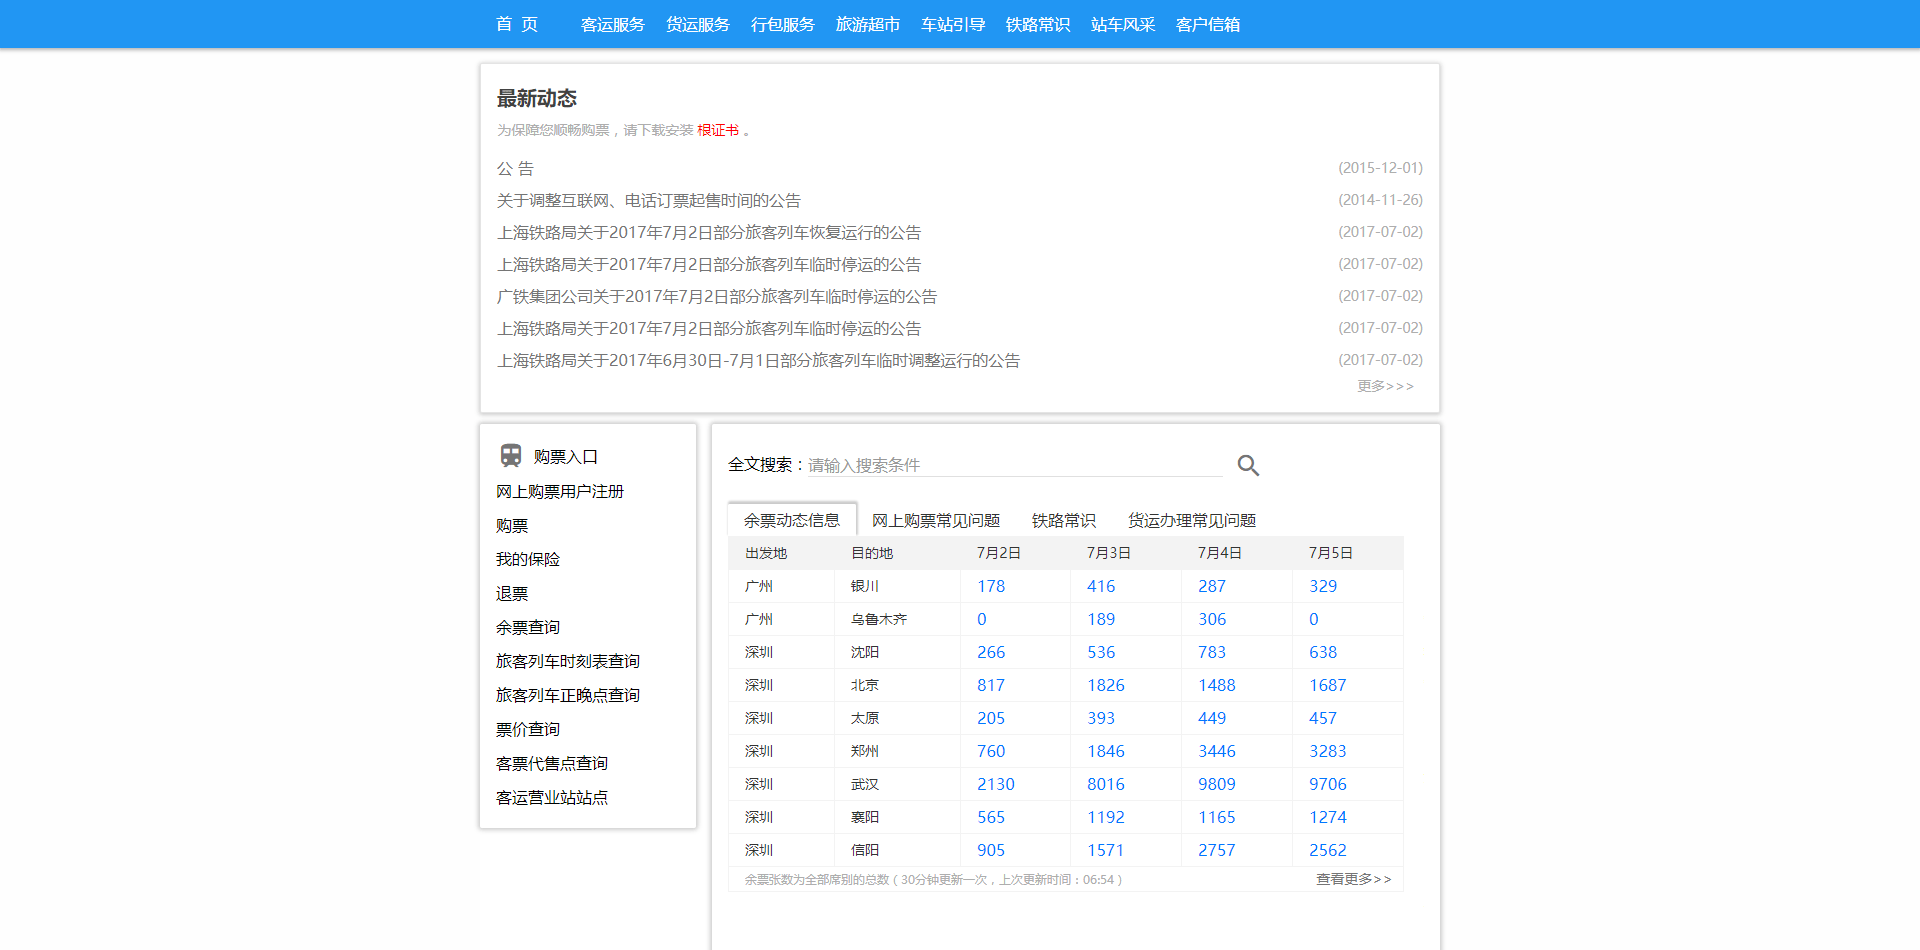 首 页 客运服务 货运服务 行包服务 旅游超市 车站引导 铁路常识 站车风采 客户信箱
最新动态
为保障您顺畅购票，请下载安装 根证书 。
公 告 (2015-12-01)
关于调整互联网、电话订票起售时间的公告 (2014-11-26)
上海铁路局关于2017年7月2日部分旅客列车恢复运行的公告 (2017-07-02)
上海铁路局关于2017年7月2日部分旅客列车临时停运的公告 (2017-07-02)
广铁集团公司关于2017年7月2日部分旅客列车临时停运的公告 (2017-07-02)
上海铁路局关于2017年7月2日部分旅客列车临时停运的公告 (2017-07-02)
上海铁路局关于2017年6月30日-7月1日部分旅客列车临时调整运行的公告 (2017-07-02)
更多>>>
购票入口
网上购票用户注册
购票
我的保险
退票
余票查询
旅客列车时刻表查询
旅客列车正晚点查询
票价查询
客票代售点查询
客运营业站站点
全文搜索：请输入搜索条件
余票动态信息 网上购票常见问题 铁路常识 货运办理常见问题
出发地 目的地 7月2日 7月3日 7月4日 7月5日
广州 银川 178 416 287 329
广州 乌鲁木齐 0 189 306 0
深圳 沈阳 266 536 783 638
深圳 北京 817 1826 1488 1687
深圳 太原 205 393 449 457
深圳 郑州 760 1846 3446 3283
深圳 武汉 2130 8016 9809 9706
深圳 襄阳 565 1192 1165 1274
深圳 信阳 905 1571 2757 2562
余票张数为全部席别的总数（30分钟更新一次，上次更新时间：06:54） 查看更多>>